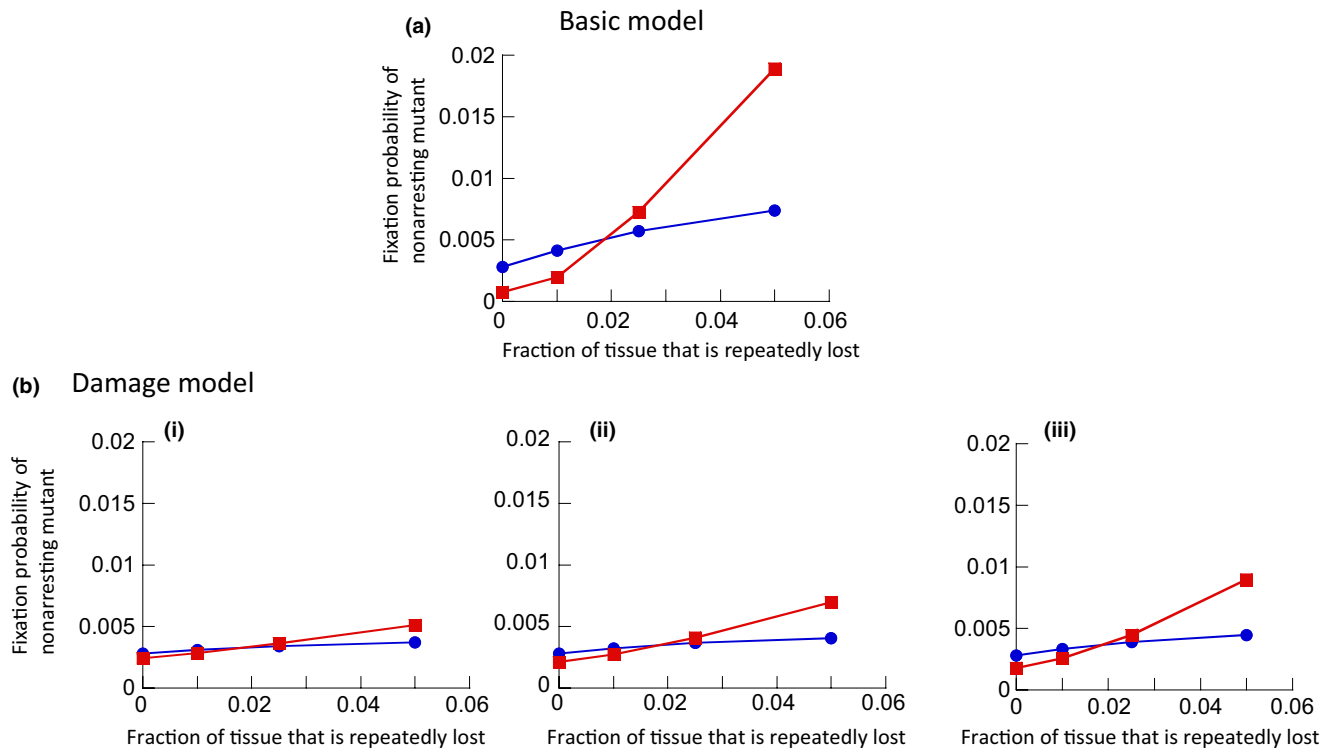 (a) Basic model
Fixation probability of
nonarresting mutant
0.02
0.015
0.01
0.005
0
0 0.02 0.04 0.06
Fraction of tissue that is repeatedly lost
(b) Damage model
Fixation probability of
nonarresting mutant
(i)
0.02
0.015
0.01
0.005
0
0 0.02 0.04 0.06
Fraction of tissue that is repeatedly lost
(ii)
0.02
0.015
0.01
0.005
0
0 0.02 0.04 0.06
Fraction of tissue that is repeatedly lost
(iii)
0.02
0.015
0.01
0.005
0
0 0.02 0.04 0.06
Fraction of tissue that is repeatedly lost